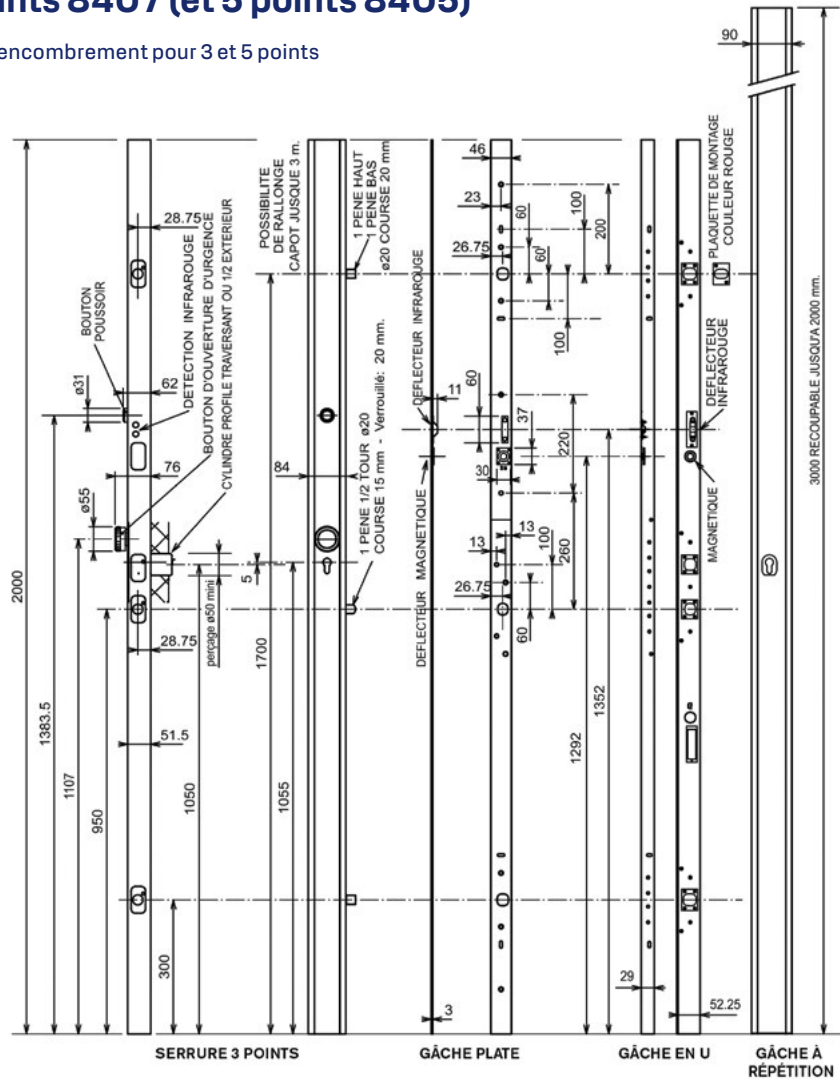 ints 8407 (et 5 points 8405)
encombrement pour 3 et 5 points
90
2000
28.75
BOUTON
POUSSOIR
ø31
62
DETECTION INFRAROUGE
BOUTON D'OUVERTURE D'URGENCE
CYLINDRE PROFILE TRAVERSANT OU 1/2 EXTERIEUR
76
ø55
perçage ø50 mini
28.75
51.5
1383.5
1107
950
1050
300
POSSIBILITE
DE RALLONGE
CAPOT JUSQUE 3 m.
84
5
1700
1055
1 PENE HAUT
1 PENE BAS
ø20 COURSE 20 mm
1 PENE 1/2 TOUR ø20
COURSE 15 mm - Verrouillé: 20 mm.
DEFLECTEUR INFRAROUGE
DEFLECTEUR MAGNETIQUE
11
3
46
23
60
100
200
26.75
60
100
60
37
220
30
13
13
100
260
26.75
60
1352
1292
29
52.25
PLAQUETTE DE MONTAGE
COULEUR ROUGE
DEFLECTEUR
INFRAROUGE
MAGNETIQUE
3000 RECOUPABLE JUSQU'A 2000 mm.
SERRURE 3 POINTS
GÂCHE PLATE
GÂCHE EN U
GÂCHE À
RÉPÉTITION